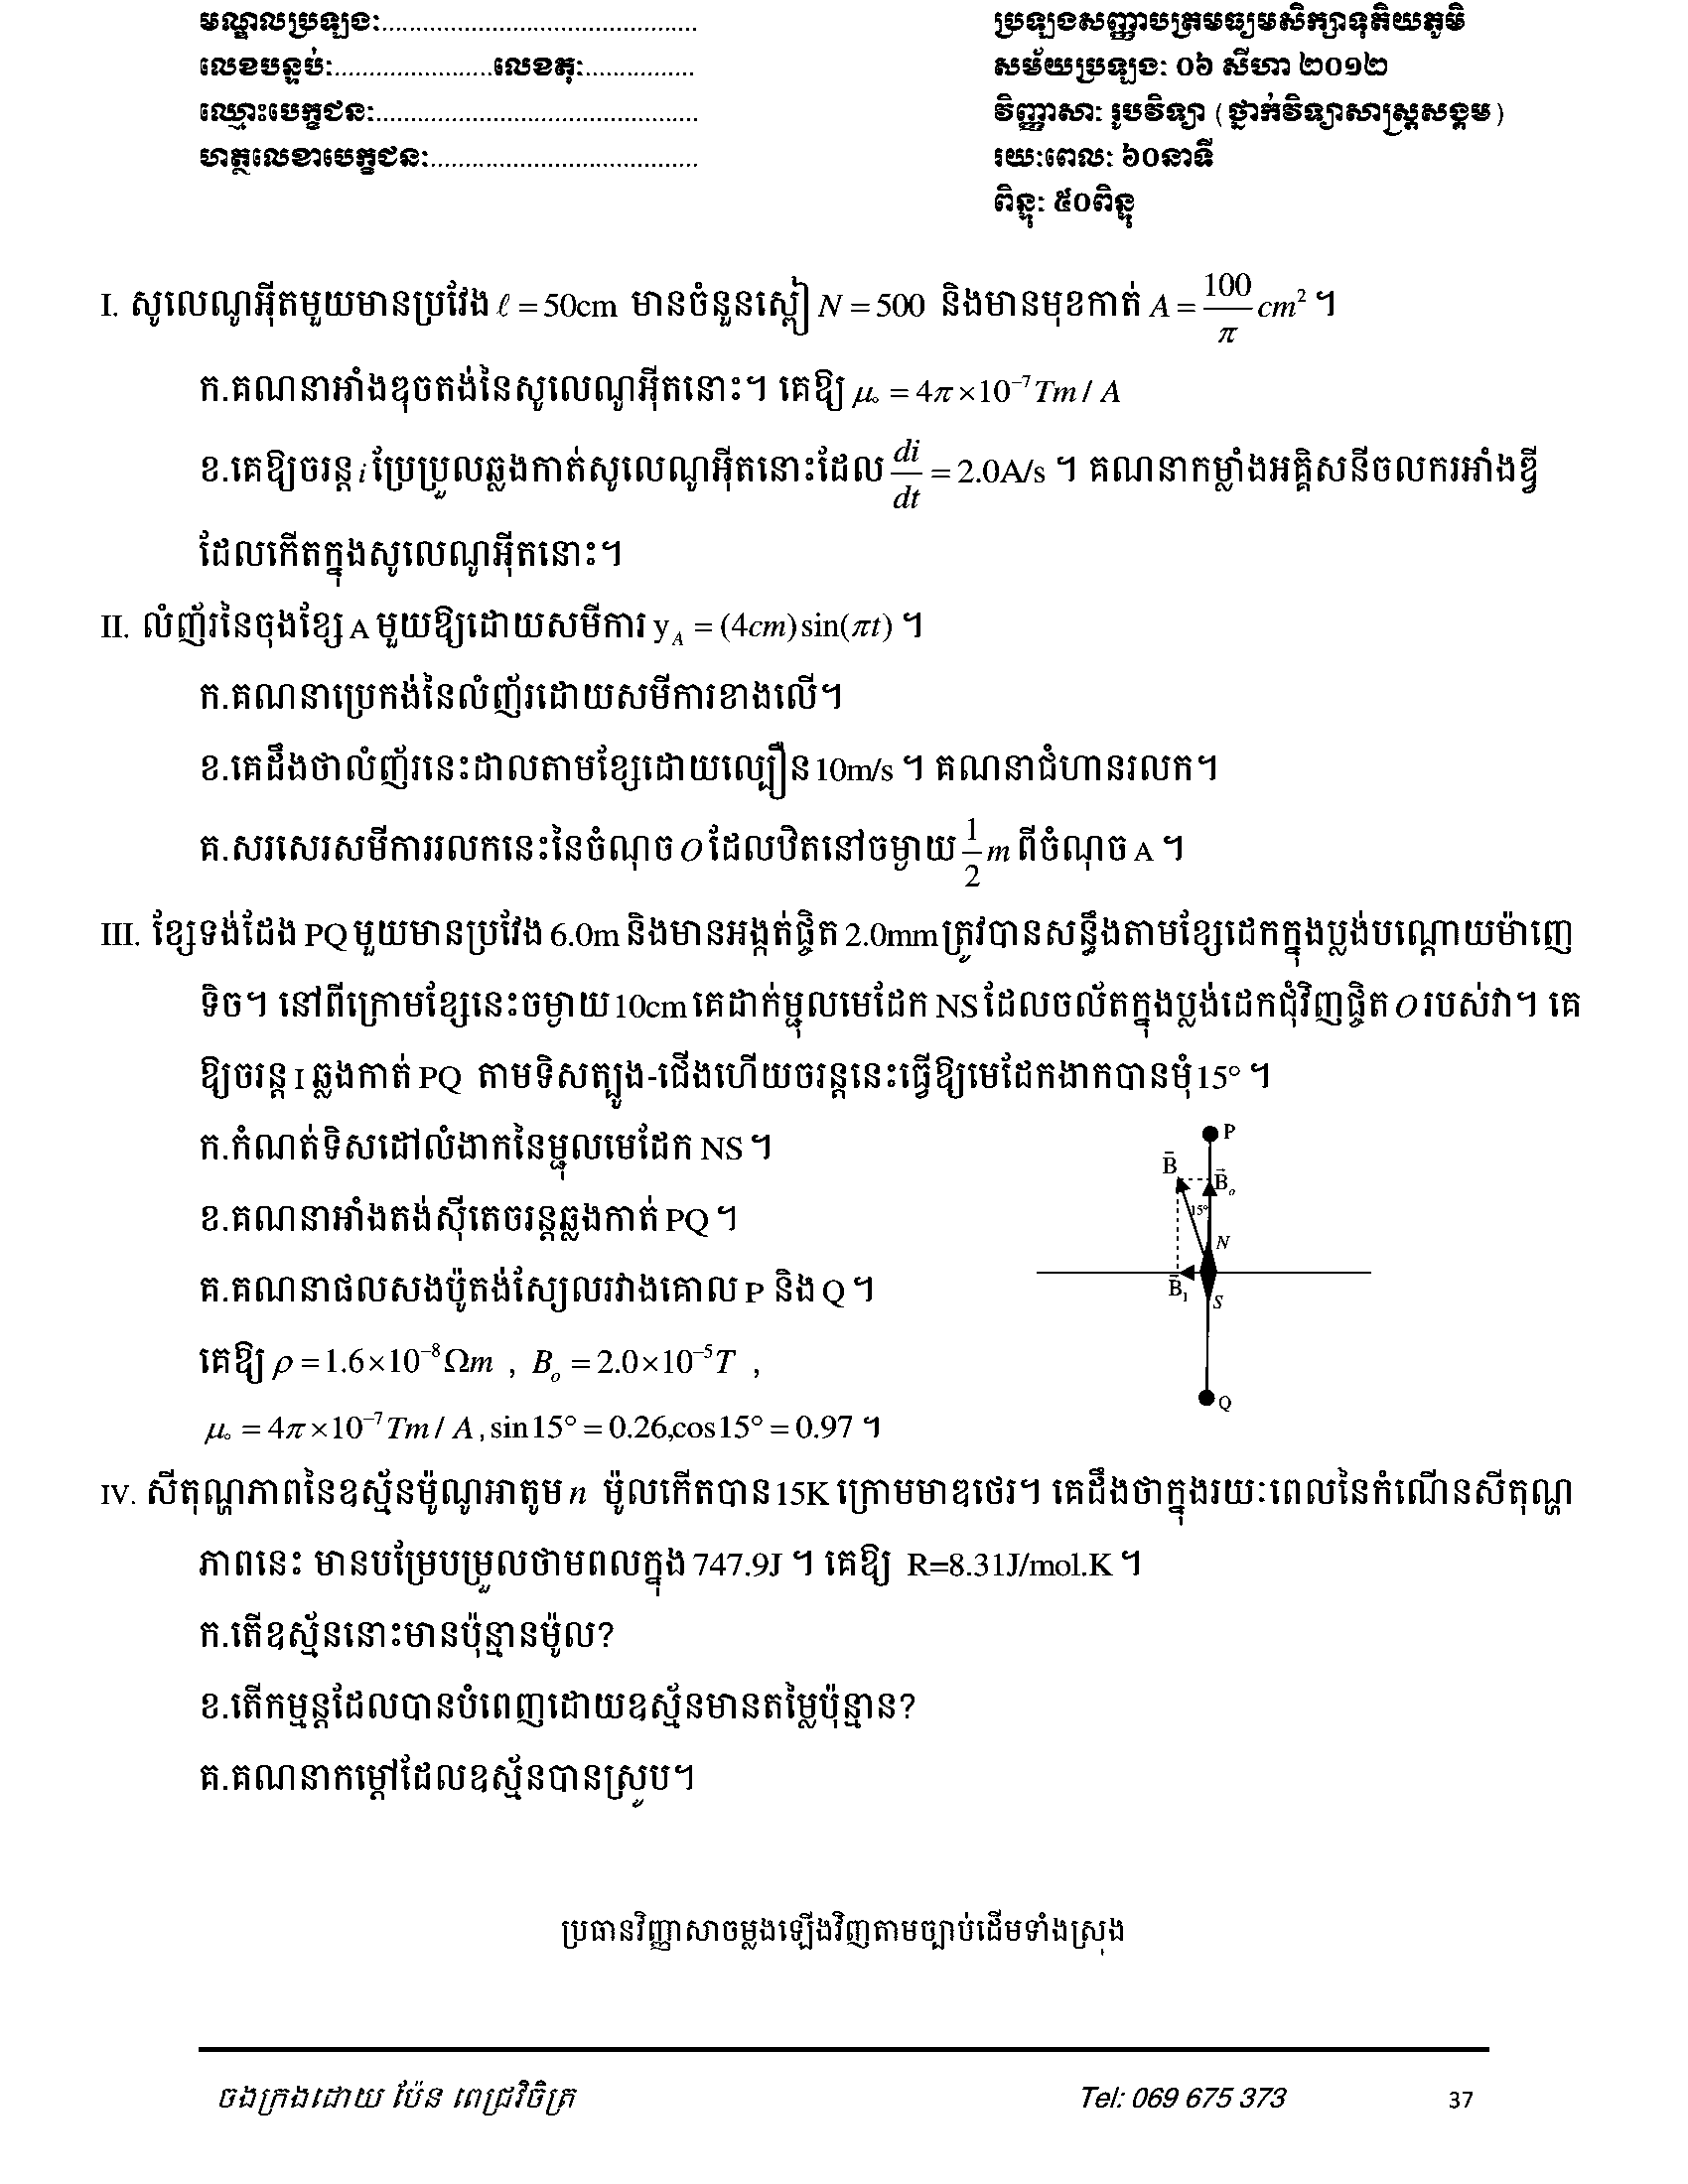 មណ្ឌលប្រឡង:..............................................
លេខបន្ទប់:.......................លេខតុ:................
ឈ្មោះបេក្ខជន:...............................................
ហត្ថលេខាបេក្ខជន:.......................................
ប្រឡងសញ្ញាបត្រមធ្យមសិក្សាទុតិយភូមិ
សម័យប្រឡង: ០៦ សីហា ២០១២
វិញ្ញាសា: រូបវិទ្យា (ថ្នាក់វិទ្យាសាស្ត្រសង្គម)
រយ:ពេល: ៦០នាទី
ពិន្ទុ: ៥០ពិន្ទុ
I. សូលេណូអ៊ីតមួយមានប្រវែង ℓ = 50cm មានចំនួនស្ពៀ N = 500 និងមានមុខកាត់ A = 100/π cm² ។
ក.គណនាអាំងឌុចតង់នៃសូលេណូអ៊ីតនោះ។ គេឱ្យ μ₀ = 4π×10⁻⁷ Tm / A
ខ.គេឱ្យចរន្ត i ប្រែប្រួលឆ្លងកាត់សូលេណូអ៊ីតនោះដែល di/dt = 2.0A/s ។ គណនាកម្លាំងអគ្គិសនីចលករអាំងឌ្វី
ដែលកើតក្នុងសូលេណូអ៊ីតនោះ។
II. លំញ័រនៃចុងខ្សែ A មួយឱ្យដោយសមីការ y_A = (4cm)sin(πt) ។
ក.គណនាប្រេកង់នៃលំញ័រដោយសមីការខាងលើ។
ខ.គេដឹងថាលំញ័រនេះដាលតាមខ្សែដោយល្បឿន 10m/s ។ គណនាជំហានរលក។
គ.សរសេរសមីការរលកនេះនៃចំណុច O ដែលឋិតនៅចម្ងាយ 1/2 m ពីចំណុច A ។
III. ខ្សែទង់ដែង PQ មួយមានប្រវែង 6.0m និងមានអង្កត់ផ្ចិត 2.0mm ត្រូវបានសន្ធឹងតាមខ្សែដេកក្នុងប្លង់បណ្តោយម៉ាញេ
ទិច។ នៅពីក្រោមខ្សែនេះចម្ងាយ 10cm គេដាក់ម្ជុលមេដែក NS ដែលចល័តក្នុងប្លង់ដេកជុំវិញផ្ចិត O របស់វា។ គេ
ឱ្យចរន្ត I ឆ្លងកាត់ PQ តាមទិសត្បូង-ជើងហើយចរន្តនេះធ្វើឱ្យមេដែកងាកបានមុំ 15° ។
ក.កំណត់ទិសដៅលំងាកនៃម្ជុលមេដែក NS ។
ខ.គណនាអាំងតង់ស៊ីតេចរន្តឆ្លងកាត់ PQ ។
គ.គណនាផលសងប៉ូតង់ស្យែលរវាងគោល P និង Q ។
គេឱ្យ ρ = 1.6×10⁻⁸ Ωm , B_o = 2.0×10⁻⁵ T ,
μ₀ = 4π×10⁻⁷ Tm / A , sin15° = 0.26,cos15° = 0.97 ។
P
B
B_o
15°
N
B₁
S
Q
IV. សីតុណ្ហភាពនៃឧស្ម័នម៉ូណូអាតូម n ម៉ូលកើតបាន 15K ក្រោមមាឌថេរ។ គេដឹងថាក្នុងរយ:ពេលនៃកំណើនសីតុណ្ហ
ភាពនេះ មានបម្រែបម្រួលថាមពលក្នុង 747.9J ។ គេឱ្យ R=8.31J/mol.K ។
ក.តើឧស្ម័ននោះមានប៉ុន្មានម៉ូល?
ខ.តើកម្មន្តដែលបានបំពេញដោយឧស្ម័នមានតម្លៃប៉ុន្មាន?
គ.គណនាកម្តៅដែលឧស្ម័នបានស្រូប។
ប្រធានវិញ្ញាសាចម្លងឡើងវិញតាមច្បាប់ដើមទាំងស្រុង
ចងក្រងដោយ ប៉ែន ពេជ្រវិចិត្រ Tel: 069 675 373 37